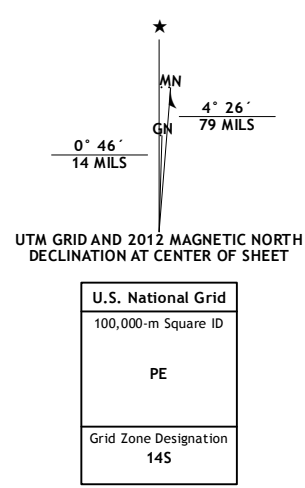 ★
MN
4° 26´
79 MILS
GN
0° 46´
14 MILS
UTM GRID AND 2012 MAGNETIC NORTH
DECLINATION AT CENTER OF SHEET
U.S. National Grid
100,000-m Square ID
PE
Grid Zone Designation
14S